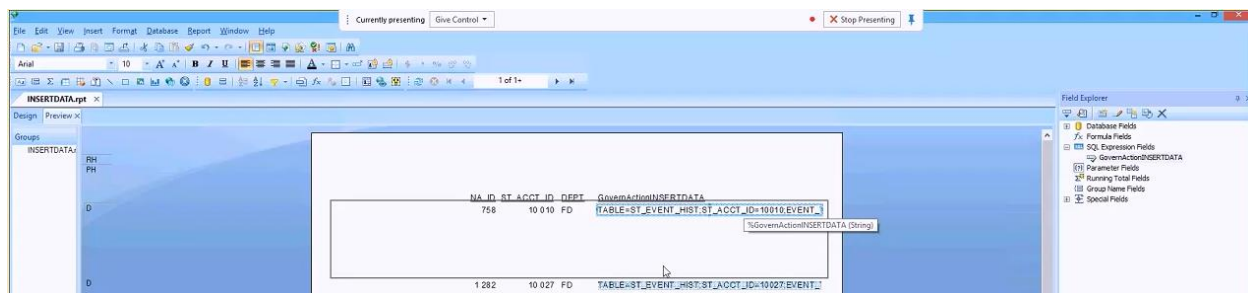 Currently presenting Give Control
Stop Presenting
File Edit View Insert Format Database Report Window Help
Arial 10
1 of 1+
INSERTDATA.rpt
Design Preview
Groups
INSERTDATA.r
RH
PH
NA_ID ST_ACCT_ID DEPT GovernActionINSERTDATA
D
758 10 010 FD TABLE=ST_EVENT_HIST;ST_ACCT_ID=10010;EVENT_
%GovernActionINSERTDATA (String)
D
1 282 10 027 FD TABLE=ST_EVENT_HIST;ST_ACCT_ID=10027;EVENT_
Field Explorer
Database Fields
Formula Fields
SQL Expression Fields
GovernActionINSERTDATA
Parameter Fields
Running Total Fields
Group Name Fields
Special Fields